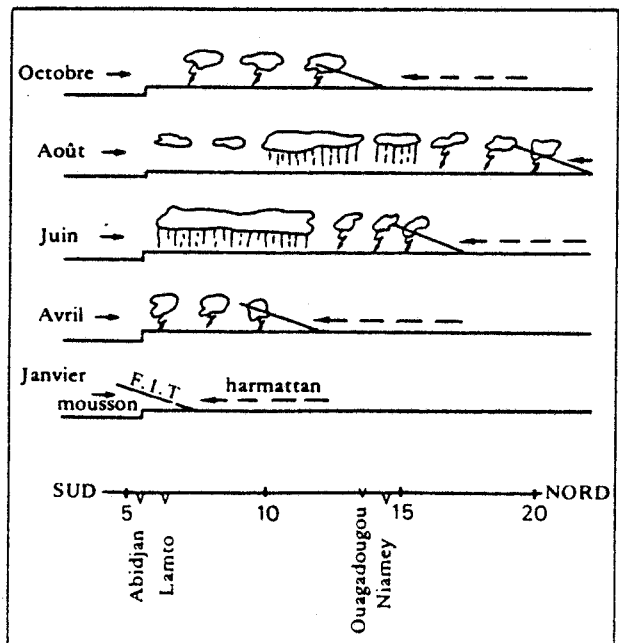 Octobre
Août
Juin
Avril
Janvier
F.I.T
harmattan
mousson
SUD
NORD
5
10
15
20
Abidjan
Lamto
Ouagadougou
Niamey